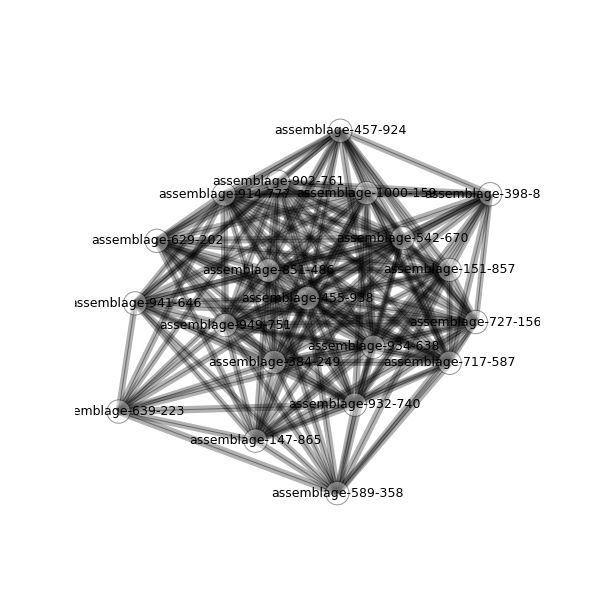 assemblage-457-924
assemblage-902-761
assemblage-914-777
assemblage-1000-159
assemblage-398-8
assemblage-629-202
assemblage-542-670
assemblage-851-486
assemblage-151-857
assemblage-455-938
assemblage-941-646
assemblage-949-751
assemblage-727-156
assemblage-934-638
assemblage-384-249
assemblage-717-587
assemblage-932-740
emblage-639-223
assemblage-147-865
assemblage-589-358